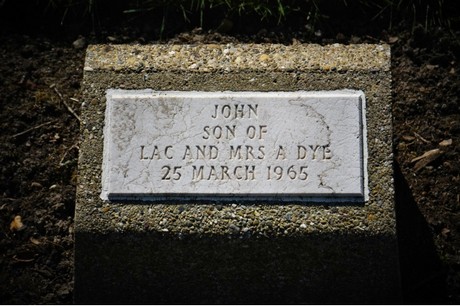 JOHN
SON OF
LAC AND MRS A DYE
25 MARCH 1965